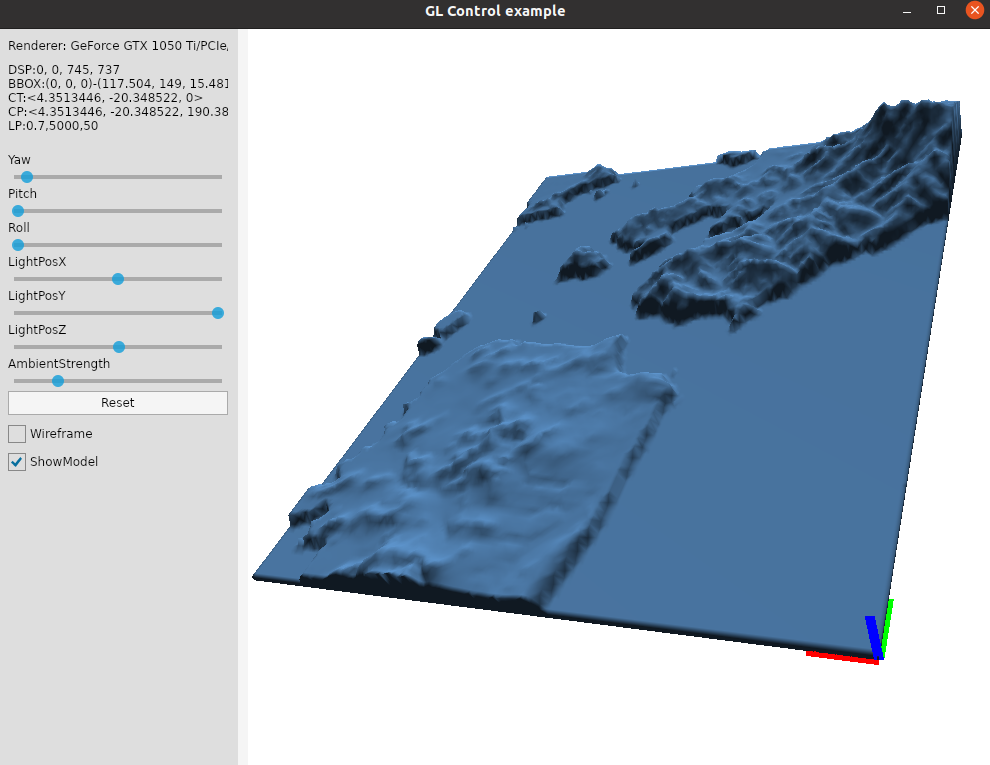 GL Control example
Renderer: GeForce GTX 1050 Ti/PCIe,
DSP:0, 0, 745, 737
BBOX:(0, 0, 0)-(117.504, 149, 15.481
CT:<4.3513446, -20.348522, 0>
CP:<4.3513446, -20.348522, 190.38
LP:0.7,5000,50
Yaw
Pitch
Roll
LightPosX
LightPosY
LightPosZ
AmbientStrength
Reset
Wireframe
ShowModel